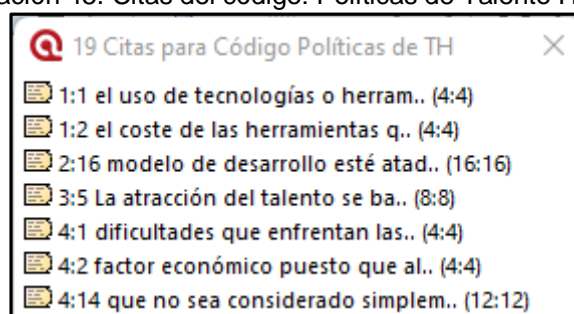 19 Citas para Código Políticas de TH
1:1 el uso de tecnologías o herram.. (4:4)
1:2 el coste de las herramientas q.. (4:4)
2:16 modelo de desarrollo esté atad.. (16:16)
3:5 La atracción del talento se ba.. (8:8)
4:1 dificultades que enfrentan las.. (4:4)
4:2 factor económico puesto que al.. (4:4)
4:14 que no sea considerado simplem.. (12:12)